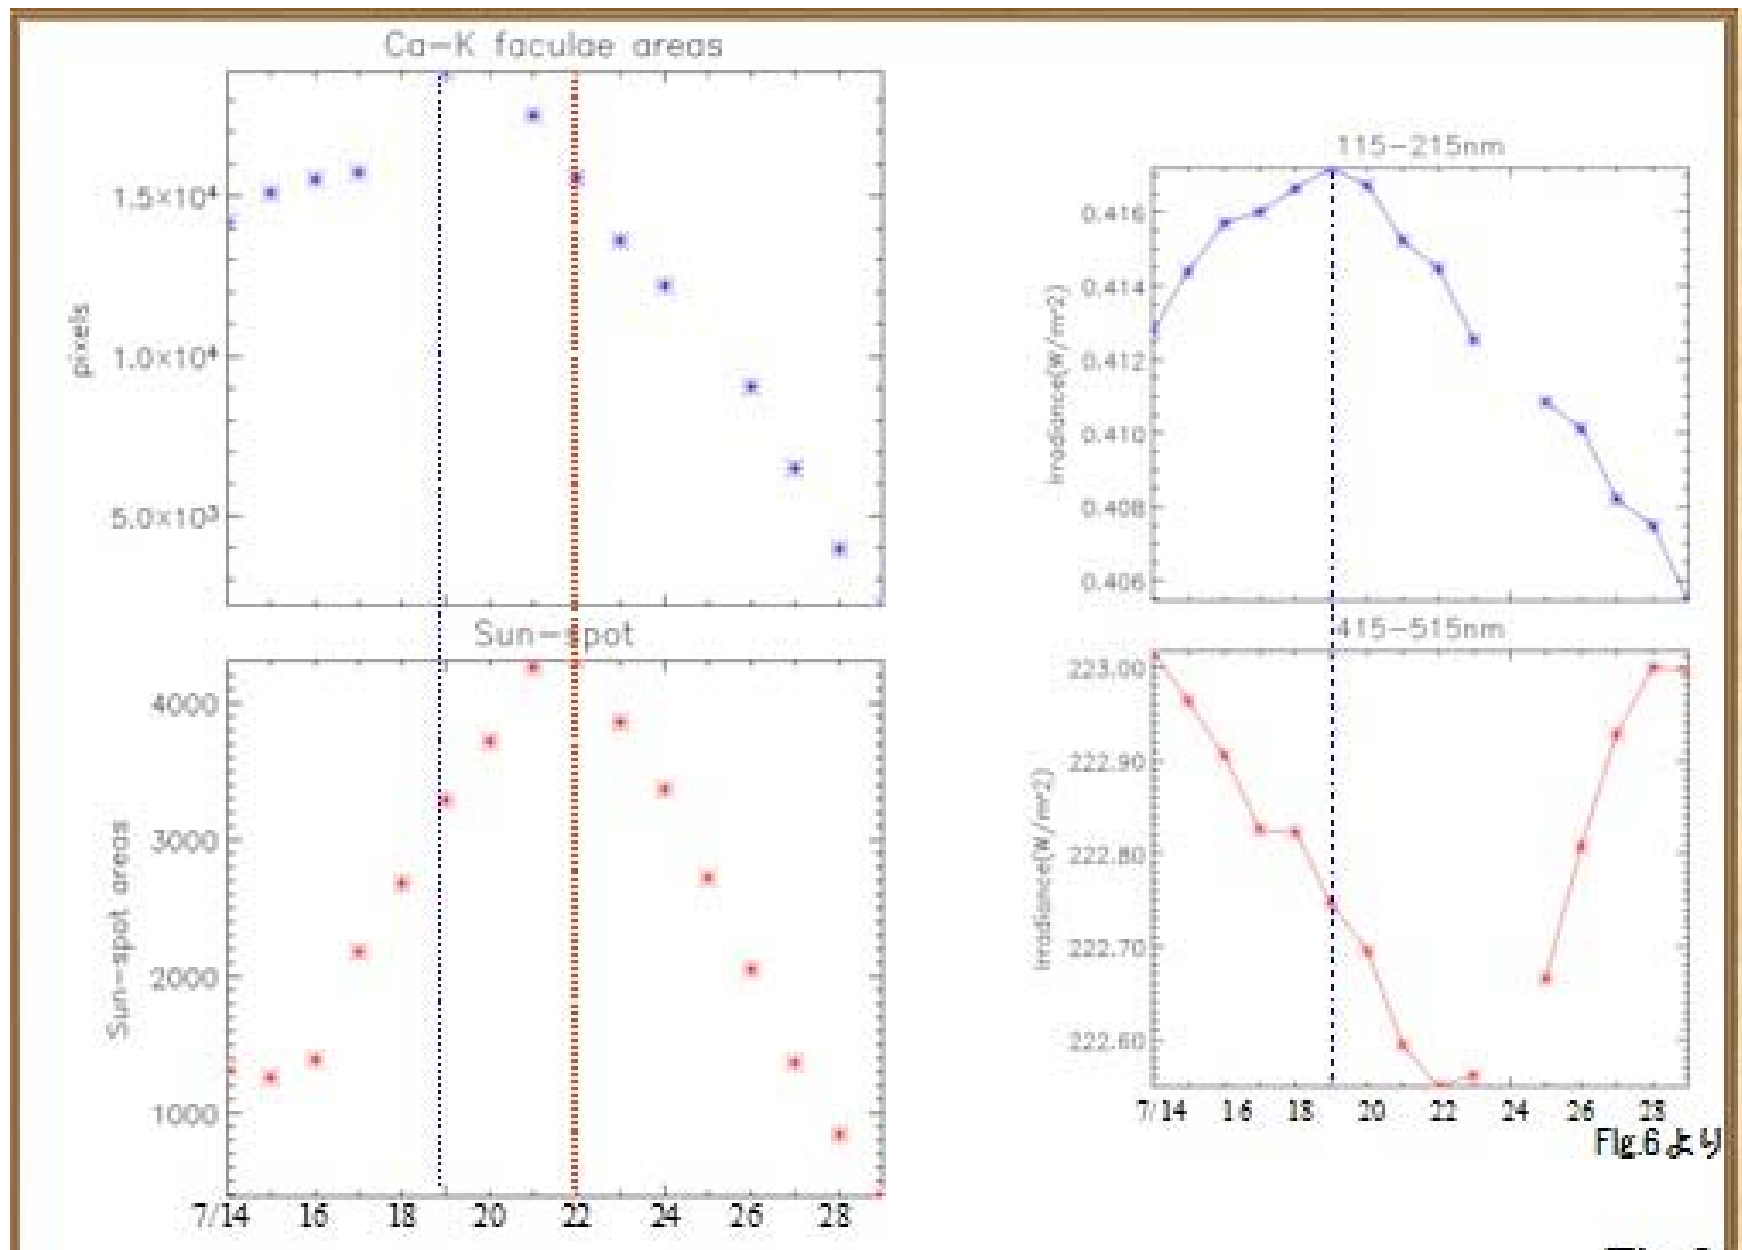 Ca-K faculae areas
1.5×10⁴
1.0×10⁴
5.0×10³
pixels
Sun-spot
4000
3000
2000
1000
Sun-spot areas
7/14 16 18 20 22 24 26 28
115-215nm
0.416
0.414
0.412
0.410
0.408
0.406
Irradiance(W/m2)
415-515nm
223.00
222.90
222.80
222.70
222.60
Irradiance(W/m2)
7/14 16 18 20 22 24 26 28
Fig.6より